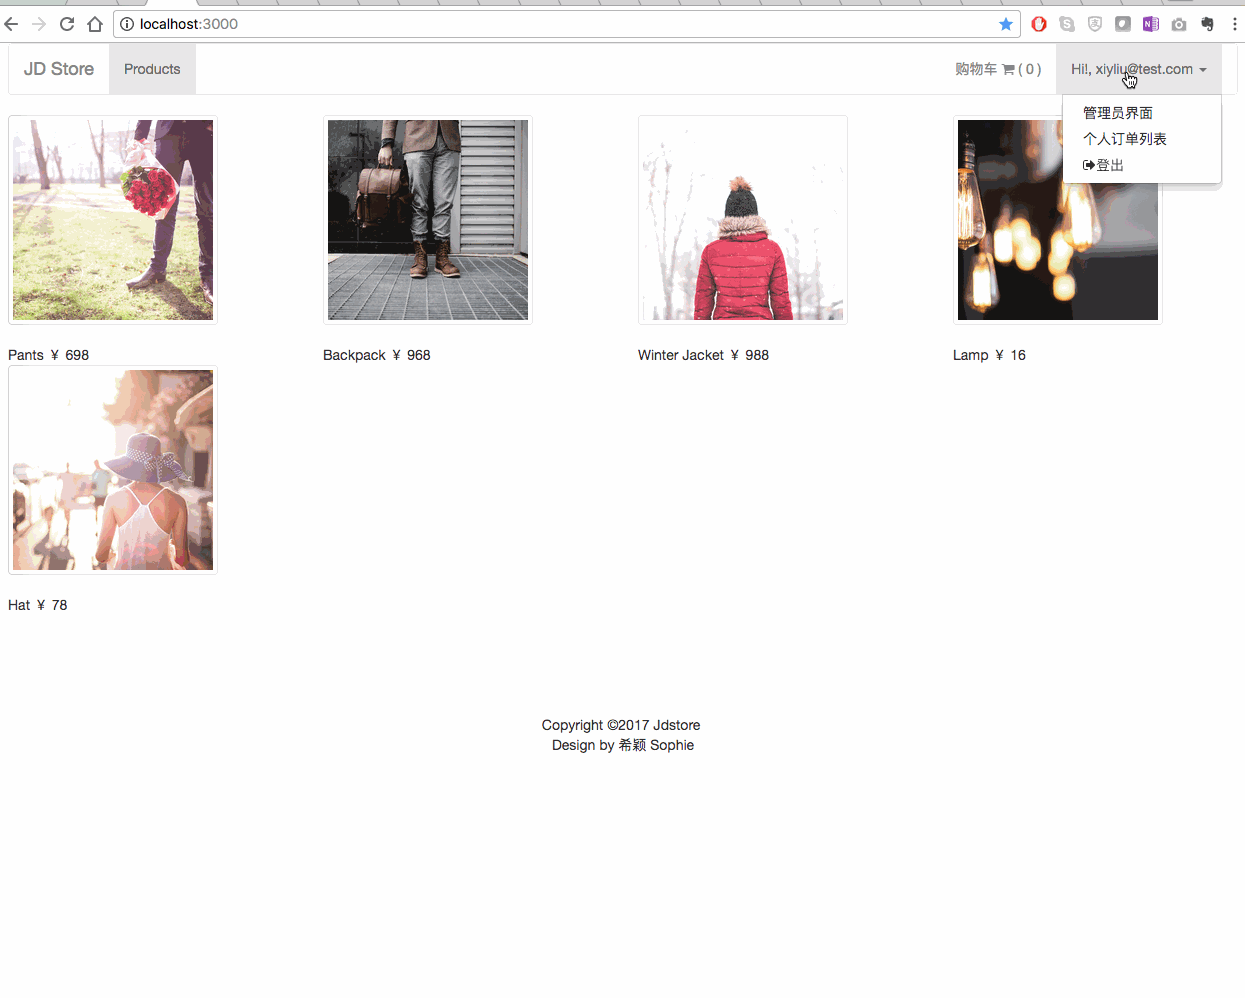 localhost:3000
JD Store
Products
购物车 ( 0 )
Hi!, xiyliu@test.com
管理员界面
个人订单列表
登出
Pants ¥ 698
Backpack ¥ 968
Winter Jacket ¥ 988
Lamp ¥ 16
Hat ¥ 78
Copyright ©2017 Jdstore
Design by 希颖 Sophie